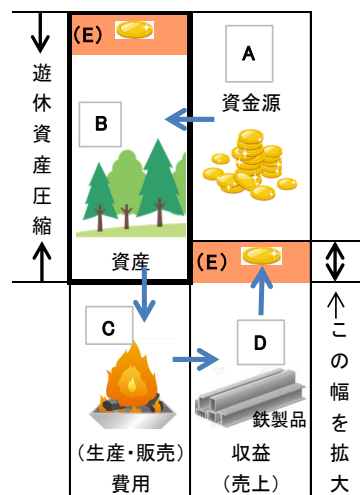 遊休資産圧縮
(E)
B
資産
A
資金源
(E)
C
(生産・販売)
費用
D
鉄製品
収益
(売上)
←この幅を拡大